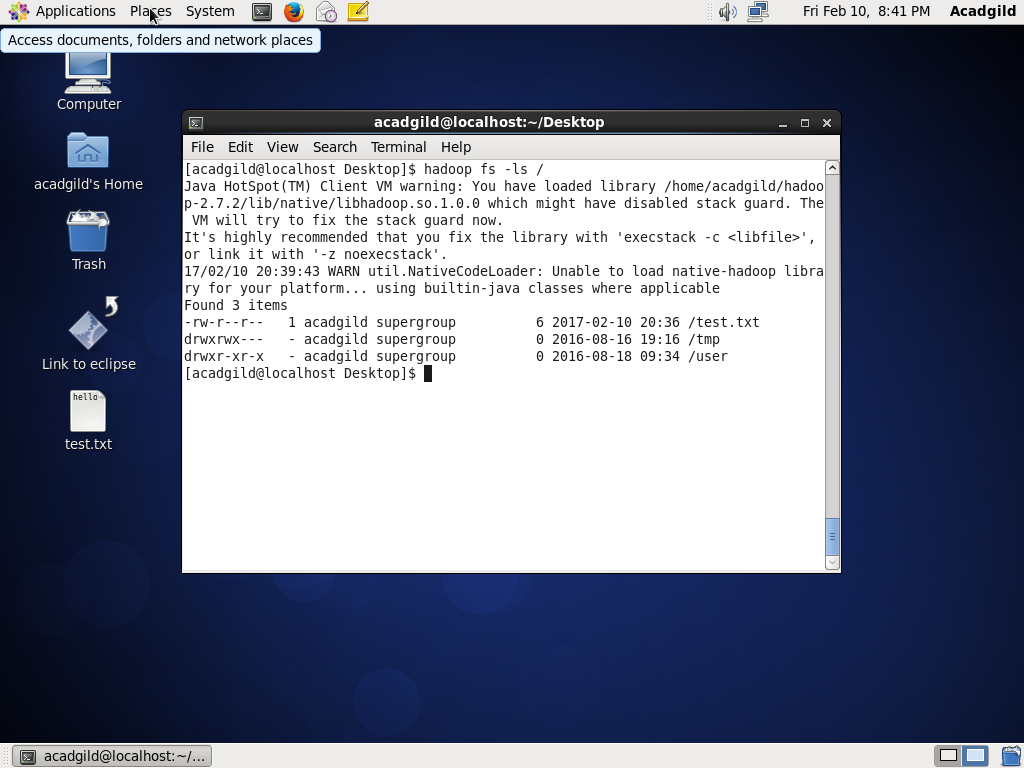 Applications Places System Fri Feb 10, 8:41 PM Acadgild
Access documents, folders and network places
Computer
acadgild's Home
Trash
Link to eclipse
hello
test.txt
acadgild@localhost:~/Desktop
File Edit View Search Terminal Help
[acadgild@localhost Desktop]$ hadoop fs -ls /
Java HotSpot(TM) Client VM warning: You have loaded library /home/acadgild/hadoo
p-2.7.2/lib/native/libhadoop.so.1.0.0 which might have disabled stack guard. The
 VM will try to fix the stack guard now.
It's highly recommended that you fix the library with 'execstack -c <libfile>',
or link it with '-z noexecstack'.
17/02/10 20:39:43 WARN util.NativeCodeLoader: Unable to load native-hadoop libra
ry for your platform... using builtin-java classes where applicable
Found 3 items
-rw-r--r--   1 acadgild supergroup          6 2017-02-10 20:36 /test.txt
drwxrwx---   - acadgild supergroup          0 2016-08-16 19:16 /tmp
drwxr-xr-x   - acadgild supergroup          0 2016-08-18 09:34 /user
[acadgild@localhost Desktop]$
acadgild@localhost:~/...